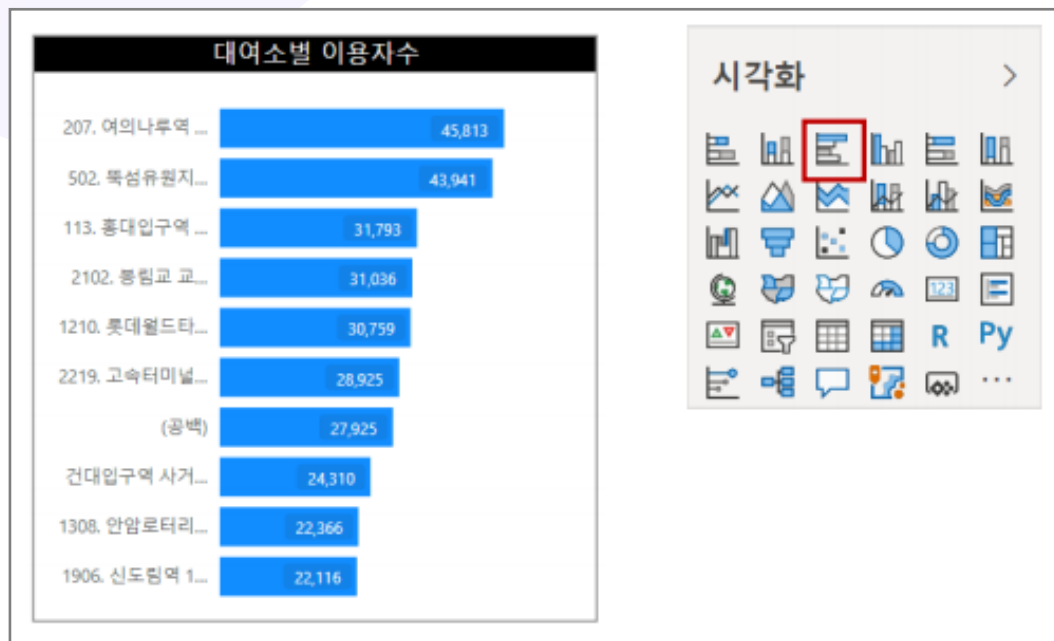 대여소별 이용자수
207. 여의나루역 ...
45,813
502. 뚝섬유원지...
43,941
113. 홍대입구역 ...
31,793
2102. 봉림교 교...
31,036
1210. 롯데월드타...
30,759
2219. 고속터미널...
28,925
(공백)
27,925
건대입구역 사거...
24,310
1308. 안암로터리...
22,366
1906. 신도림역 1...
22,116
시각화
123
R
Py